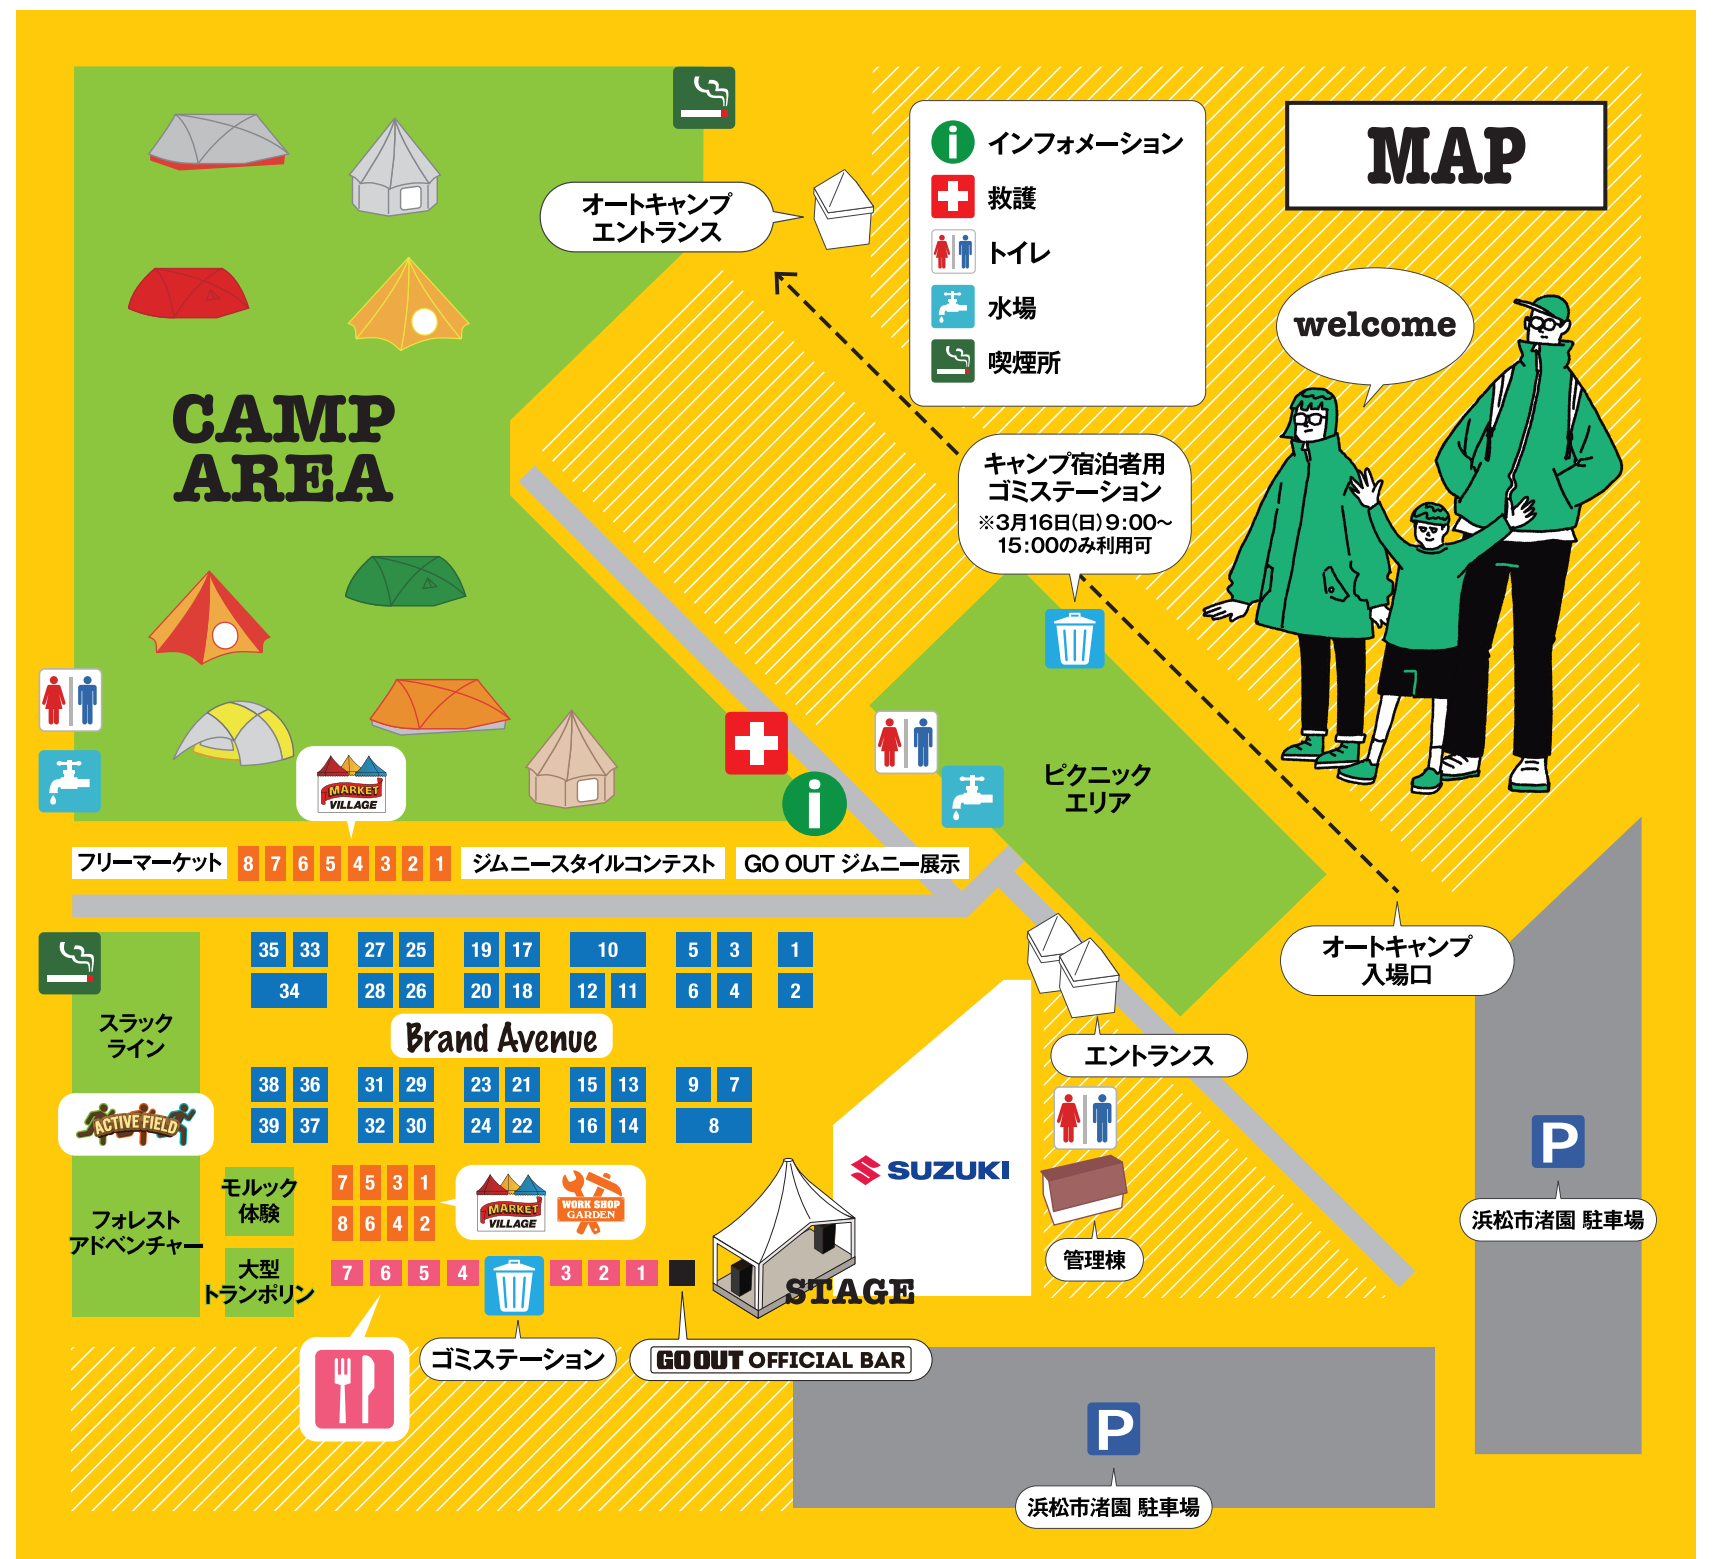 MAP
インフォメーション
救護
トイレ
水場
喫煙所
オートキャンプ
エントランス
welcome
CAMP
AREA
キャンプ宿泊者用
ゴミステーション
※3月16日(日)9:00〜
15:00のみ利用可
MARKET
VILLAGE
ピクニック
エリア
フリーマーケット
8 7 6 5 4 3 2 1
ジムニースタイルコンテスト
GO OUT ジムニー展示
オートキャンプ
入場口
35 33 27 25 19 17 10 5 3 1
34 28 26 20 18 12 11 6 4 2
スラック
ライン
Brand Avenue
エントランス
38 36 31 29 23 21 15 13 9 7
39 37 32 30 24 22 16 14 8
ACTIVE FIELD
SUZUKI
モルック
体験
7 5 3 1
8 6 4 2
MARKET
VILLAGE
WORK SHOP
GARDEN
フォレスト
アドベンチャー
大型
トランポリン
7 6 5 4 3 2 1
STAGE
管理棟
P
浜松市渚園 駐車場
ゴミステーション
GO OUT OFFICIAL BAR
P
浜松市渚園 駐車場